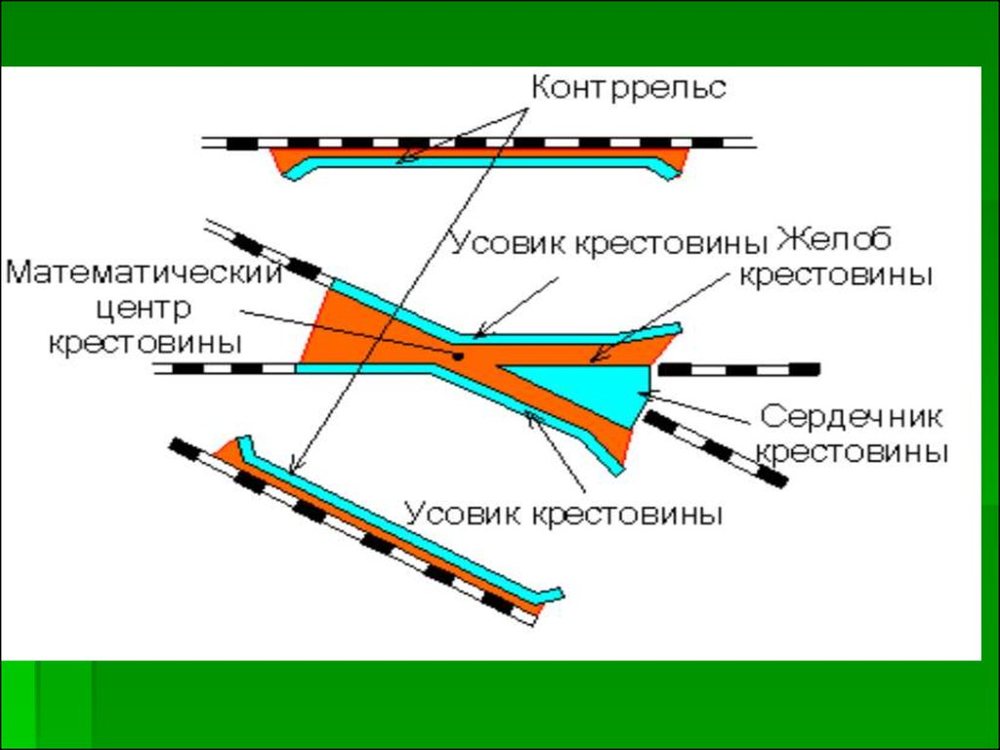 Контррельс
Усовик крестовины
Желоб
крестовины
Математический
центр
крестовины
Сердечник
крестовины
Усовик крестовины